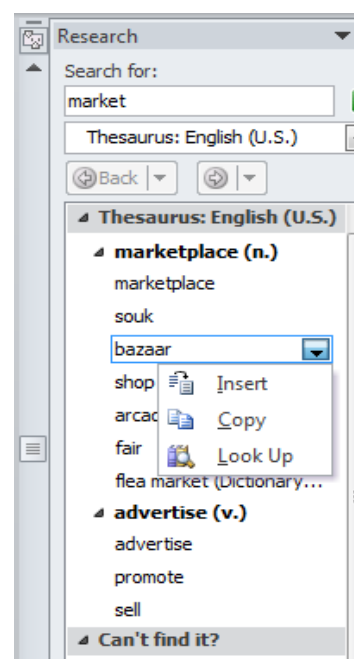 Research
Search for:
market
Thesaurus: English (U.S.)
Back
Thesaurus: English (U.S.)
marketplace (n.)
marketplace
souk
bazaar
shop
Insert
arcad
Copy
fair
Look Up
flea market (Dictionary...
advertise (v.)
advertise
promote
sell
Can't find it?